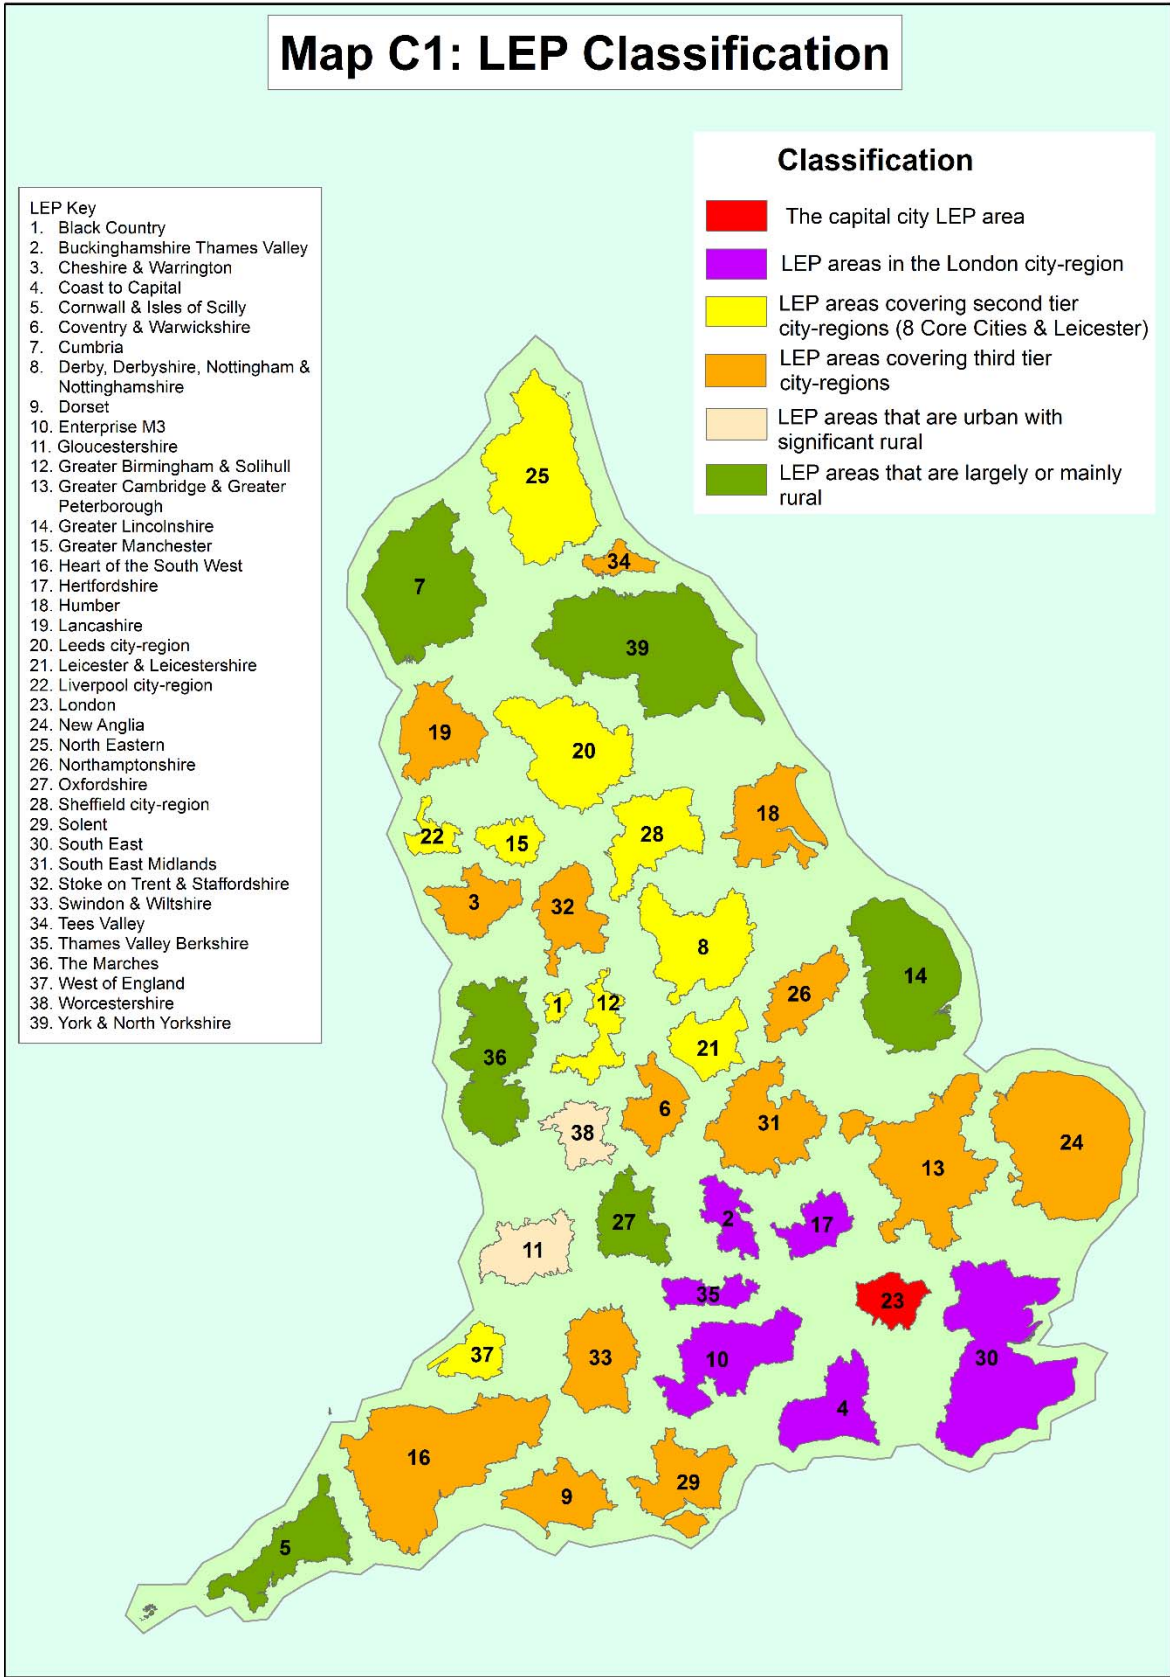 Map C1: LEP Classification
Classification
The capital city LEP area
LEP areas in the London city-region
LEP areas covering second tier
city-regions (8 Core Cities & Leicester)
LEP areas covering third tier
city-regions
LEP areas that are urban with
significant rural
LEP areas that are largely or mainly
rural
LEP Key
1. Black Country
2. Buckinghamshire Thames Valley
3. Cheshire & Warrington
4. Coast to Capital
5. Cornwall & Isles of Scilly
6. Coventry & Warwickshire
7. Cumbria
8. Derby, Derbyshire, Nottingham &
Nottinghamshire
9. Dorset
10. Enterprise M3
11. Gloucestershire
12. Greater Birmingham & Solihull
13. Greater Cambridge & Greater
Peterborough
14. Greater Lincolnshire
15. Greater Manchester
16. Heart of the South West
17. Hertfordshire
18. Humber
19. Lancashire
20. Leeds city-region
21. Leicester & Leicestershire
22. Liverpool city-region
23. London
24. New Anglia
25. North Eastern
26. Northamptonshire
27. Oxfordshire
28. Sheffield city-region
29. Solent
30. South East
31. South East Midlands
32. Stoke on Trent & Staffordshire
33. Swindon & Wiltshire
34. Tees Valley
35. Thames Valley Berkshire
36. The Marches
37. West of England
38. Worcestershire
39. York & North Yorkshire
25
34
7
39
19
20
18
22
15
28
3
32
8
14
26
1
12
21
36
6
31
38
13
24
27
2
17
11
35
23
37
33
10
30
4
16
29
9
5